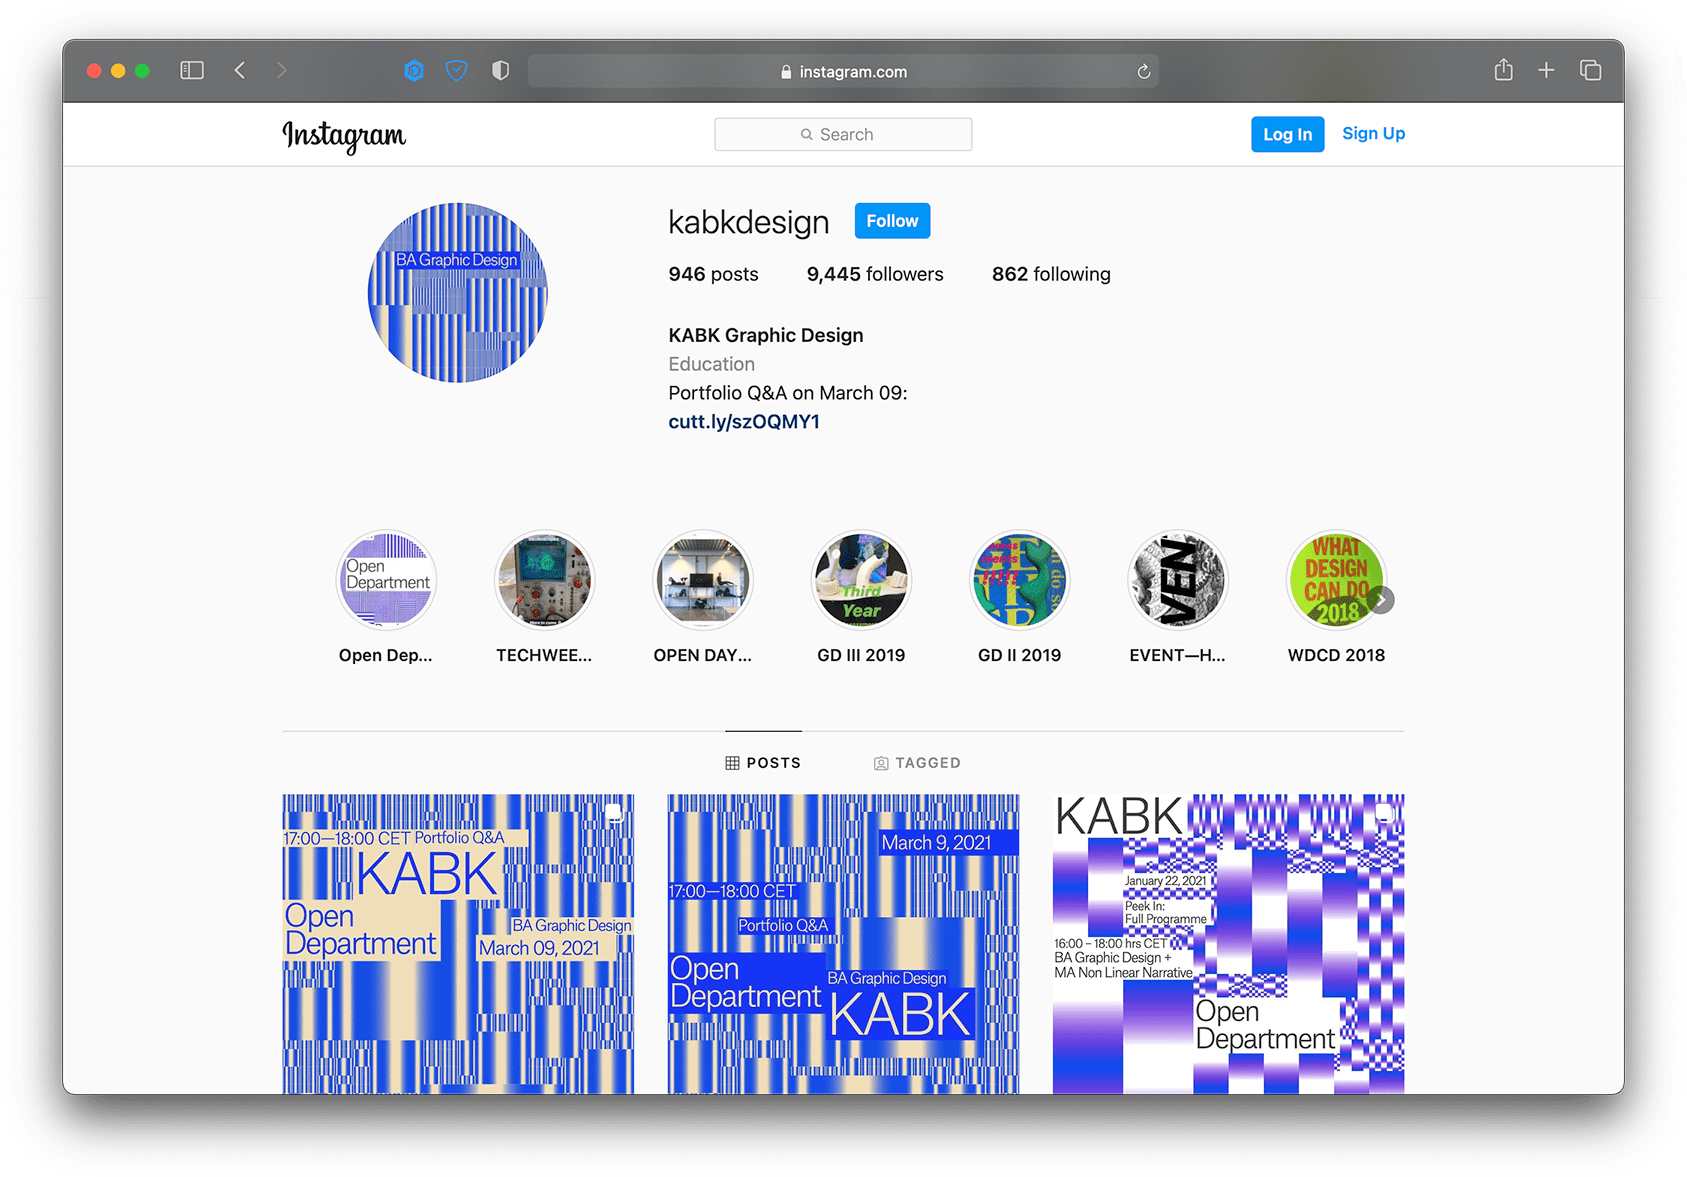 instagram.com
Instagram
Search
Log In
Sign Up
BA Graphic Design
kabkdesign
Follow
946 posts
9,445 followers
862 following
KABK Graphic Design
Education
Portfolio Q&A on March 09:
cutt.ly/szOQMY1
Open
Department
Third
Year
VEN
WHAT
DESIGN
CAN DO
2018
Open Dep...
TECHWEE...
OPEN DAY...
GD III 2019
GD II 2019
EVENT—H...
WDCD 2018
POSTS
TAGGED
17:00—18:00 CET Portfolio Q&A
KABK
Open
Department
BA Graphic Design
March 09, 2021
March 9, 2021
17:00—18:00 CET
Portfolio Q&A
Open
Department
BA Graphic Design
KABK
KABK
January 22, 2021
Peek In:
Full Programme
16:00 – 18:00 hrs CET
BA Graphic Design +
MA Non Linear Narrative
Open
Department